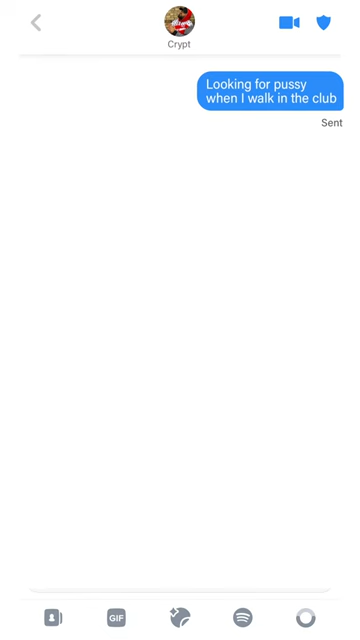 Crypt
Looking for pussy
when I walk in the club
Sent
GIF